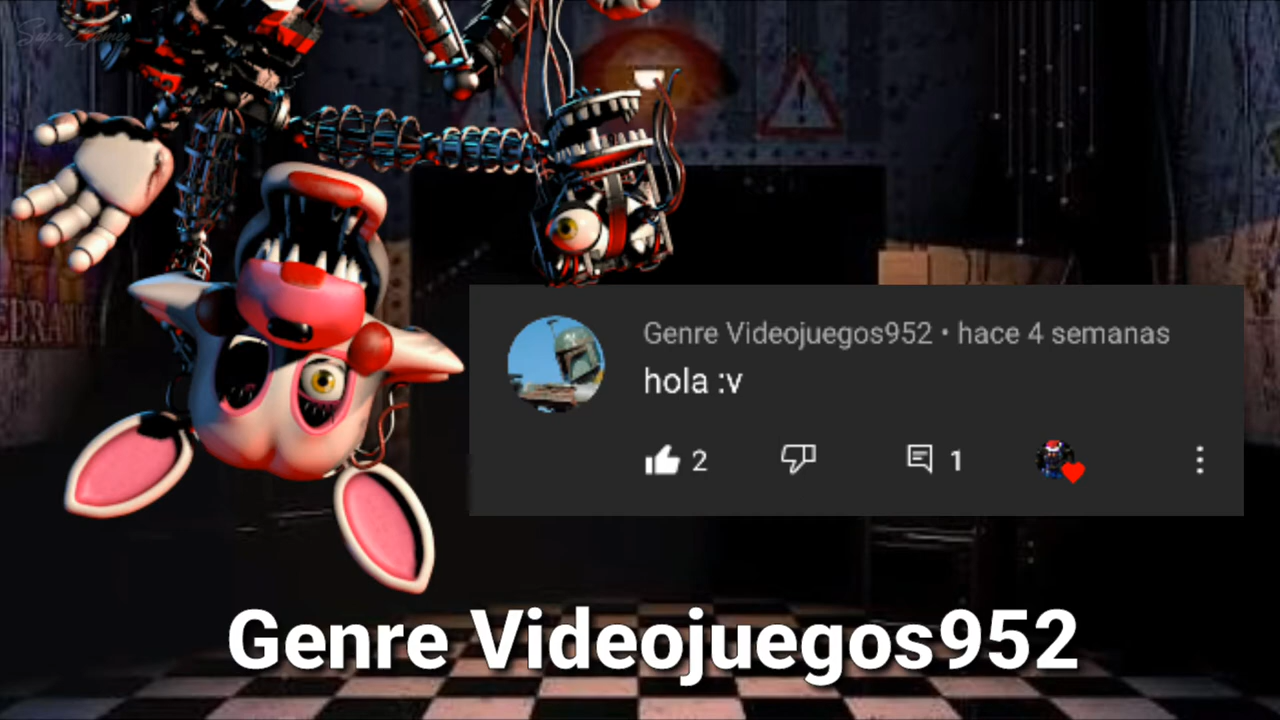 Genre Videojuegos952 • hace 4 semanas
hola :v
2
1
Genre Videojuegos952